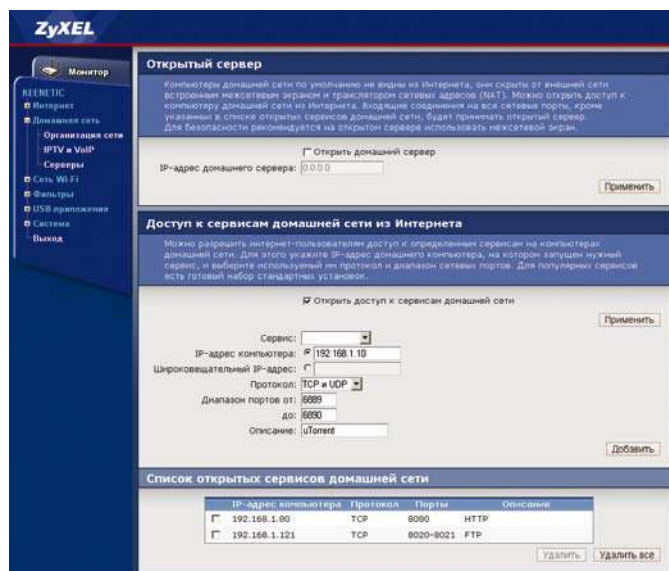 ZyXEL
Монитор
KEENETIC
Интернет
Домашняя сеть
Организация сети
IPTV и VoIP
Серверы
Сеть Wi-Fi
Фильтры
USB приложения
Система
Выход
Открытый сервер
Компьютеры домашней сети по умолчанию не видны из Интернета, они скрыты от внешней сети
встроенным межсетевым экраном и транслятором сетевых адресов (NAT). Можно открыть доступ к
компьютеру домашней сети из Интернета. Входящие соединения на все сетевые порты, кроме
указанных в списке открытых сервисов домашней сети, будет принимать открытый сервер.
Для безопасности рекомендуется на открытом сервере использовать межсетевой экран.
Открыть домашний сервер
IP-адрес домашнего сервера: 0.0.0.0
Применить
Доступ к сервисам домашней сети из Интернета
Можно разрешить интернет-пользователям доступ к определенным сервисам на компьютерах
домашней сети. Для этого укажите IP-адрес домашнего компьютера, на котором запущен нужный
сервис, и выберите используемый им протокол и диапазон сетевых портов. Для популярных сервисов
есть готовый набор стандартных установок.
Открыть доступ к сервисам домашней сети
Применить
Сервис:
IP-адрес компьютера: 192.168.1.10
Широковещательный IP-адрес:
Протокол: TCP и UDP
Диапазон портов от: 6889
до: 6890
Описание: uTorrent
Добавить
Список открытых сервисов домашней сети
IP-адрес компьютера Протокол Порты Описание
192.168.1.80 TCP 8080 HTTP
192.168.1.121 TCP 8020-8021 FTP
Удалить Удалить все